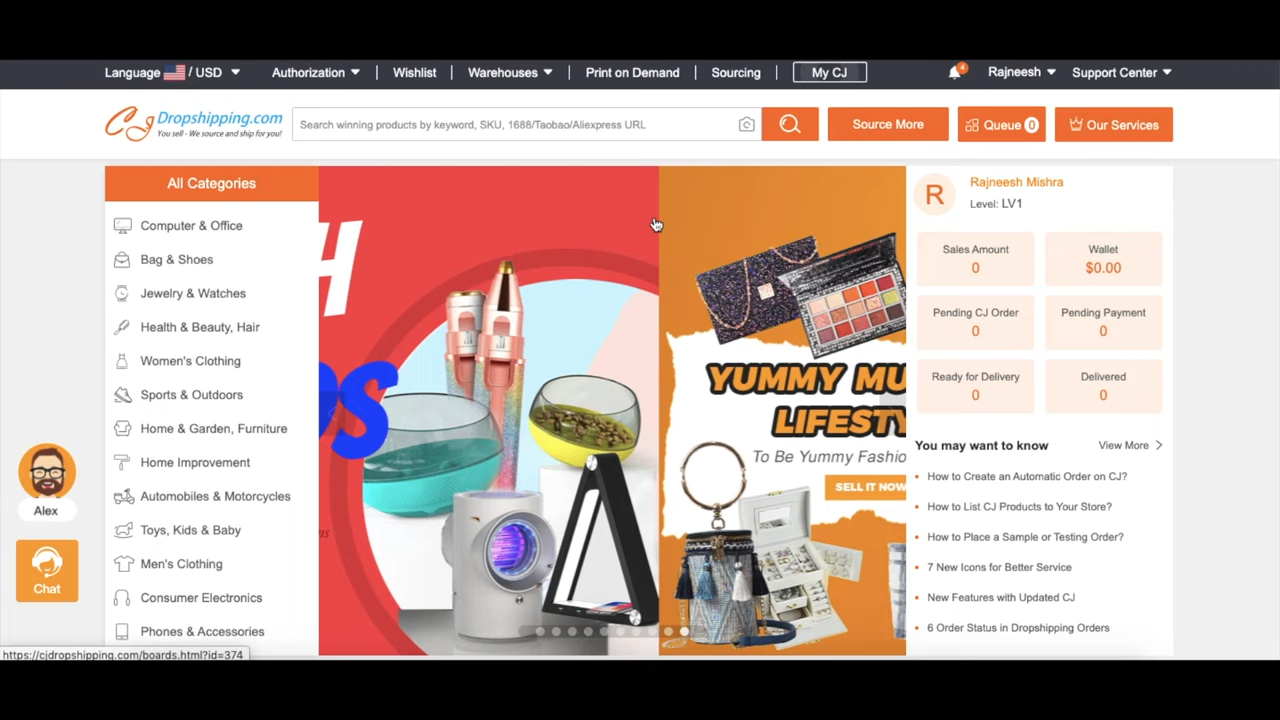 Language / USD Authorization Wishlist Warehouses Print on Demand Sourcing My CJ 4 Rajneesh Support Center
CJ Dropshipping.com
You sell - We source and ship for you!
Search winning products by keyword, SKU, 1688/Taobao/Aliexpress URL
Source More
Queue 0
Our Services
All Categories
Computer & Office
Bag & Shoes
Jewelry & Watches
Health & Beauty, Hair
Women's Clothing
Sports & Outdoors
Home & Garden, Furniture
Home Improvement
Automobiles & Motorcycles
Toys, Kids & Baby
Men's Clothing
Consumer Electronics
Phones & Accessories
H
PS
YUMMY MU
LIFESTY
To Be Yummy Fashio
SELL IT NOW
R
Rajneesh Mishra
Level: LV1
Sales Amount
0
Wallet
$0.00
Pending CJ Order
0
Pending Payment
0
Ready for Delivery
0
Delivered
0
You may want to know View More
How to Create an Automatic Order on CJ?
How to List CJ Products to Your Store?
How to Place a Sample or Testing Order?
7 New Icons for Better Service
New Features with Updated CJ
6 Order Status in Dropshipping Orders
Alex
Chat
https://cjdropshipping.com/boards.html?id=374